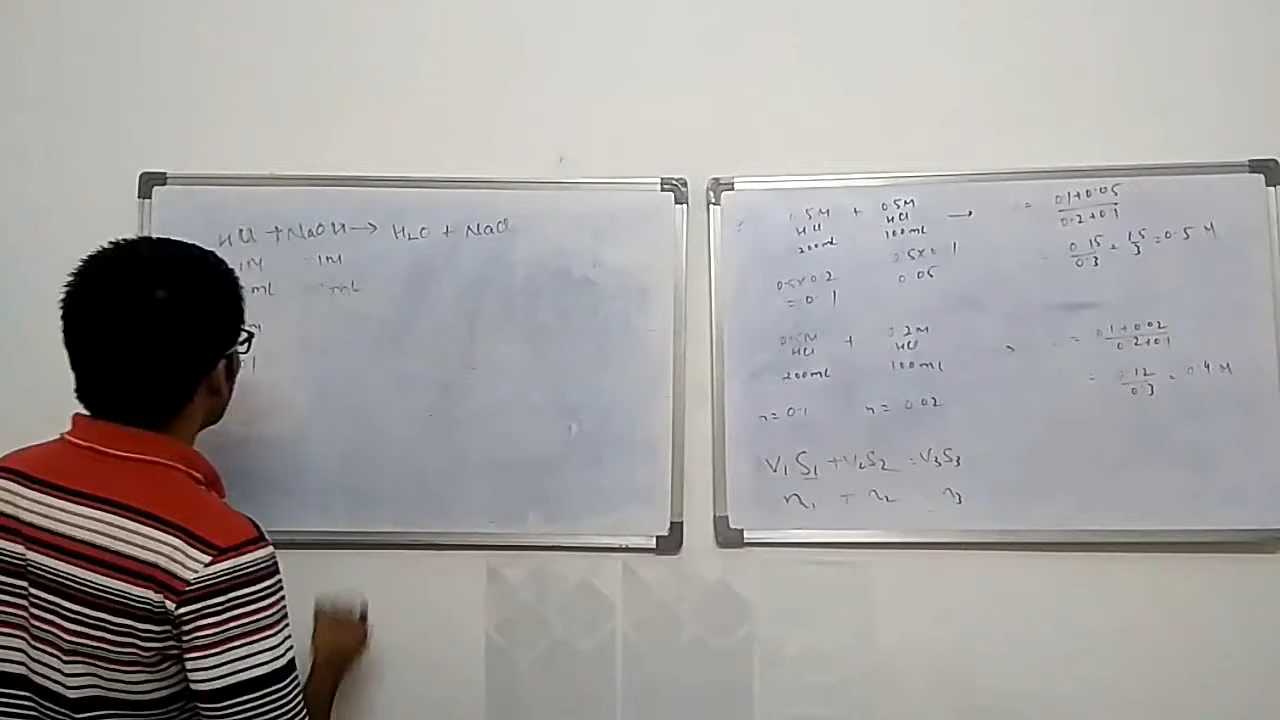 HCl + NaOH → H2O + NaCl
1M 1M
mL mL
.5M + 0.5M → = 0.1+0.05 / 0.2+0.1
HCl HCl
200mL 100mL
0.15 / 0.3 = 1.5 / 3 = 0.5 M
0.5×0.2 .5×0.1
= 0.1 0.05
0.5M + 0.2M = 0.1+0.02 / 0.2+0.1
HCl HCl
200mL 100mL
= 0.12 / 0.3 = 0.4 M
n = 0.1 n = 0.02
V1S1 + V2S2 = V3S3
n1 + n2 n3